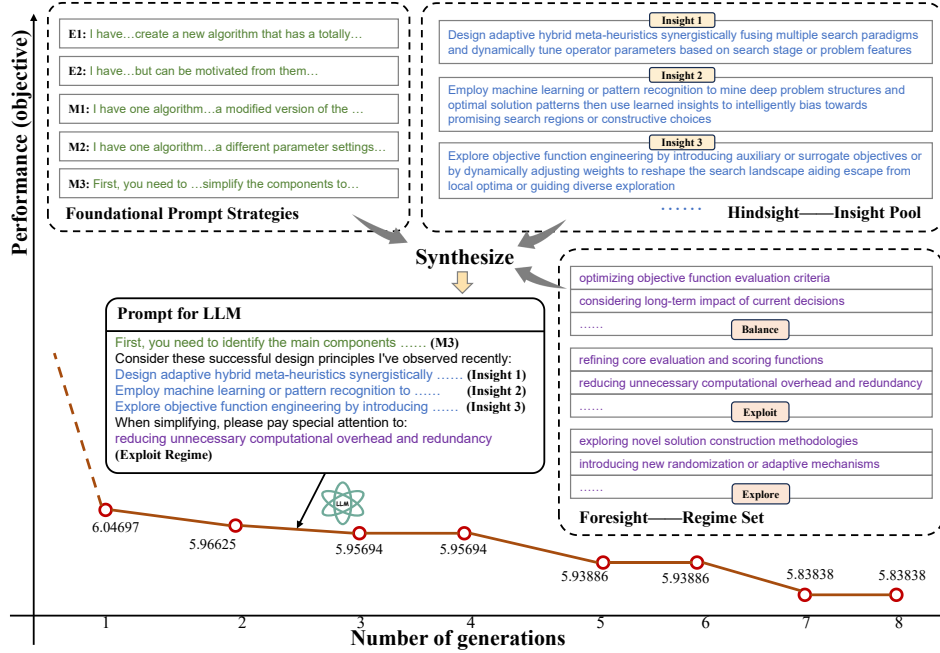 Performance (objective)
E1: I have…create a new algorithm that has a totally…
E2: I have…but can be motivated from them…
M1: I have one algorithm…a modified version of the …
M2: I have one algorithm…a different parameter settings…
M3: First, you need to …simplify the components to…
Foundational Prompt Strategies
Insight 1
Design adaptive hybrid meta-heuristics synergistically fusing multiple search paradigms
and dynamically tune operator parameters based on search stage or problem features
Insight 2
Employ machine learning or pattern recognition to mine deep problem structures and
optimal solution patterns then use learned insights to intelligently bias towards
promising search regions or constructive choices
Insight 3
Explore objective function engineering by introducing auxiliary or surrogate objectives or
by dynamically adjusting weights to reshape the search landscape aiding escape from
local optima or guiding diverse exploration
……
Hindsight——Insight Pool
Synthesize
optimizing objective function evaluation criteria
considering long-term impact of current decisions
……
Balance
refining core evaluation and scoring functions
reducing unnecessary computational overhead and redundancy
……
Exploit
exploring novel solution construction methodologies
introducing new randomization or adaptive mechanisms
……
Explore
Foresight——Regime Set
Prompt for LLM
First, you need to identify the main components …… (M3)
Consider these successful design principles I've observed recently:
Design adaptive hybrid meta-heuristics synergistically …… (Insight 1)
Employ machine learning or pattern recognition to …… (Insight 2)
Explore objective function engineering by introducing …… (Insight 3)
When simplifying, please pay special attention to:
reducing unnecessary computational overhead and redundancy
(Exploit Regime)
LLM
6.04697
5.96625
5.95694
5.95694
5.93886
5.93886
5.83838
5.83838
1 2 3 4 5 6 7 8
Number of generations